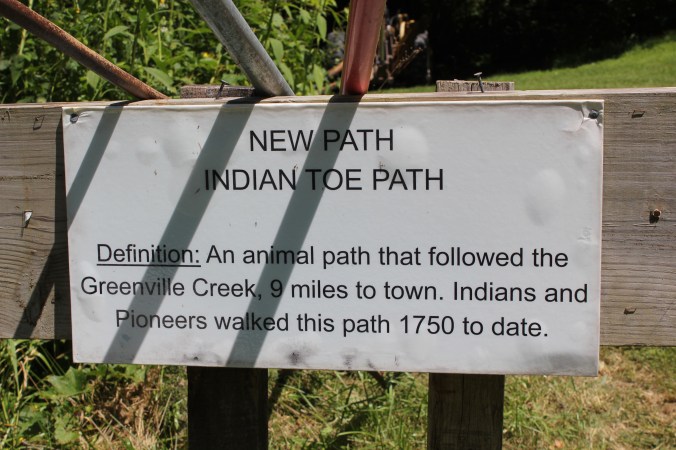 NEW PATH
INDIAN TOE PATH
Definition: An animal path that followed the
Greenville Creek, 9 miles to town. Indians and
Pioneers walked this path 1750 to date.